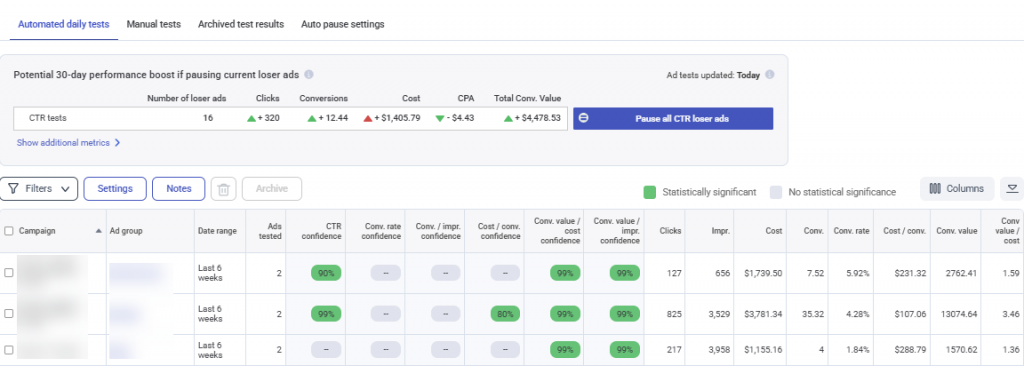 Automated daily tests Manual tests Archived test results Auto pause settings
Potential 30-day performance boost if pausing current loser ads
Ad tests updated: Today
Number of loser ads Clicks Conversions Cost CPA Total Conv. Value
CTR tests 16 + 320 + 12.44 + $1,405.79 - $4.43 + $4,478.53
Pause all CTR loser ads
Show additional metrics
Filters Settings Notes Archive
Statistically significant No statistical significance Columns
Campaign Ad group Date range Ads tested CTR confidence Conv. rate confidence Conv. / impr. confidence Cost / conv. confidence Conv. value / cost confidence Conv. value / impr. confidence Clicks Impr. Cost Conv. Conv. rate Cost / conv. Conv. value Conv value / cost
Last 6 weeks 2 90% -- -- -- 99% 99% 127 656 $1,739.50 7.52 5.92% $231.32 2762.41 1.59
Last 6 weeks 2 99% -- -- 80% 99% 99% 825 3,529 $3,781.34 35.32 4.28% $107.06 13074.64 3.46
Last 6 weeks 2 -- -- -- -- 99% 99% 217 3,958 $1,155.16 4 1.84% $288.79 1570.62 1.36